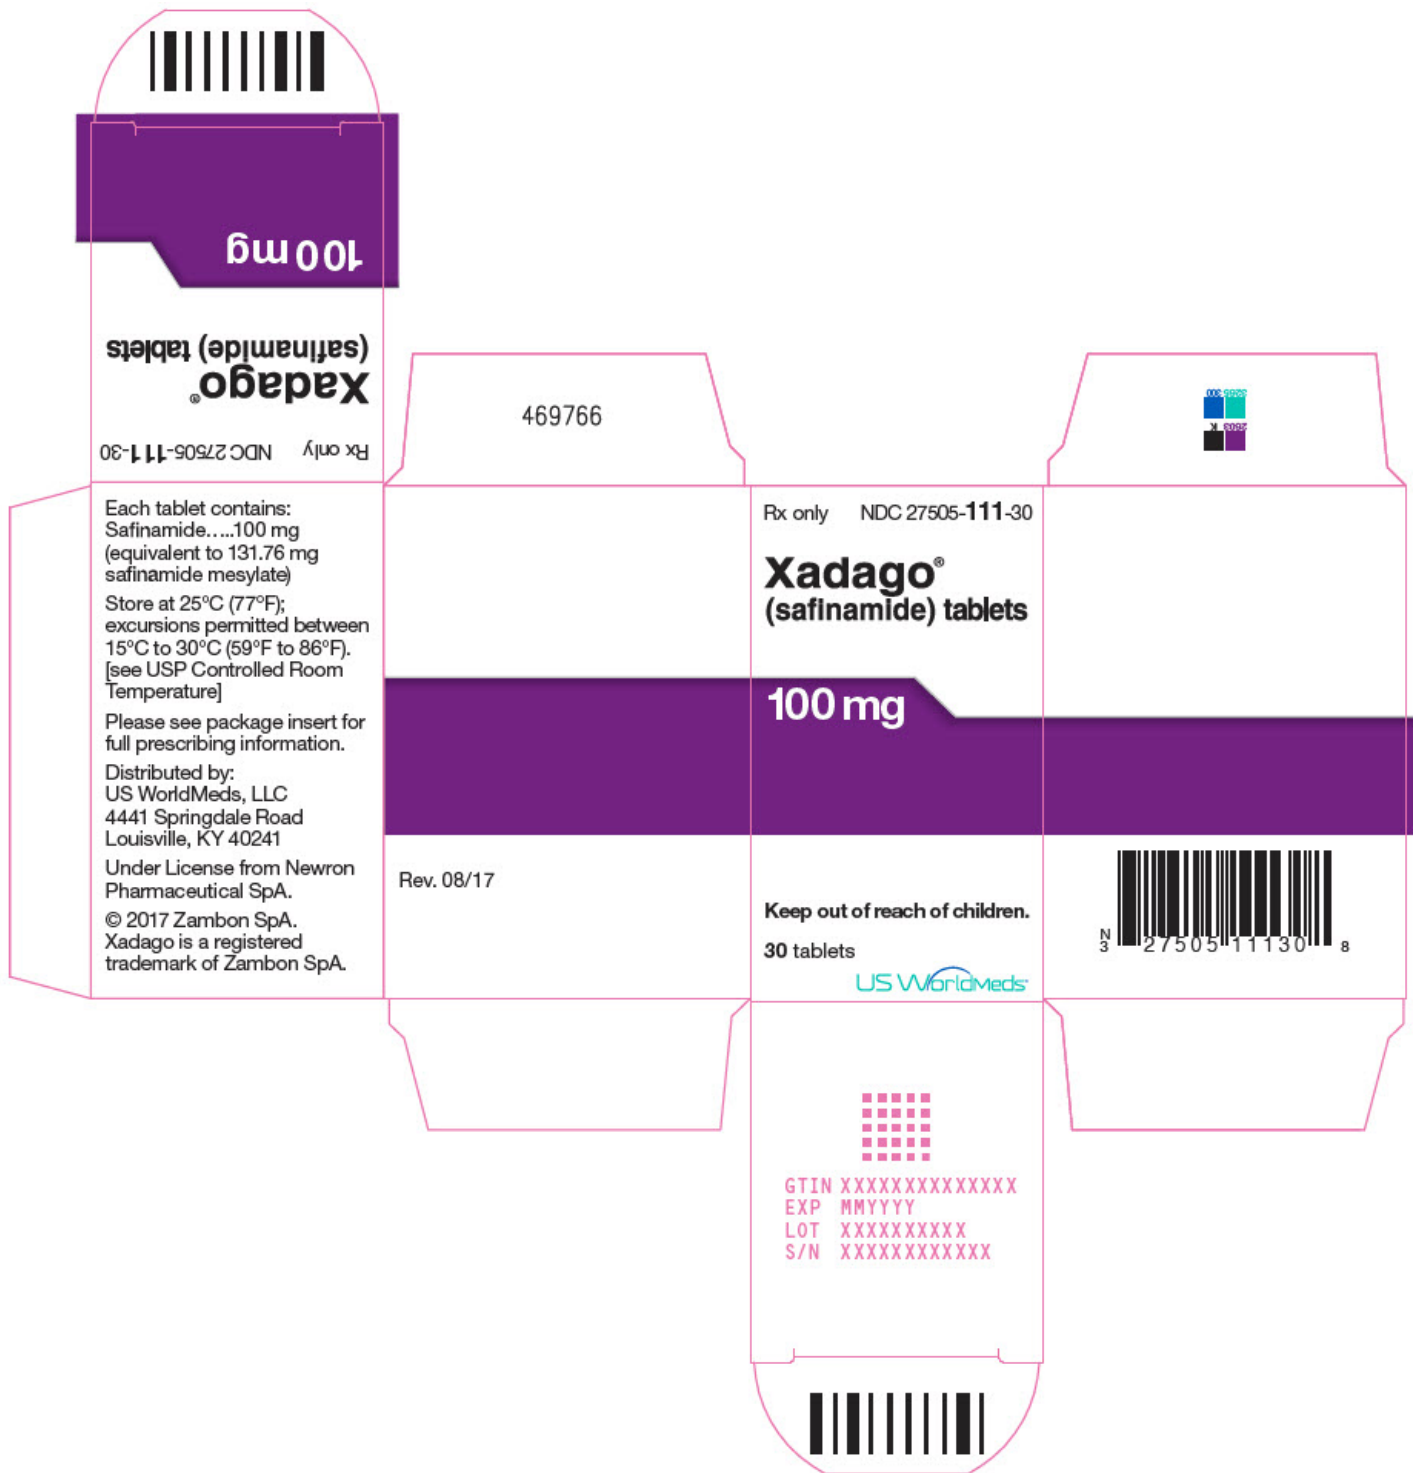 100 mg
(safinamide) tablets
Xadago®
Rx only NDC 27505-111-30
469766
3265 300
2603 K
Each tablet contains:
Safinamide.....100 mg
(equivalent to 131.76 mg
safinamide mesylate)
Store at 25°C (77°F);
excursions permitted between
15°C to 30°C (59°F to 86°F).
[see USP Controlled Room
Temperature]
Please see package insert for
full prescribing information.
Distributed by:
US WorldMeds, LLC
4441 Springdale Road
Louisville, KY 40241
Under License from Newron
Pharmaceutical SpA.
© 2017 Zambon SpA.
Xadago is a registered
trademark of Zambon SpA.
Rev. 08/17
Rx only NDC 27505-111-30
Xadago®
(safinamide) tablets
100 mg
Keep out of reach of children.
30 tablets
US WorldMeds
N
3 27505 11130 8
GTIN XXXXXXXXXXXXXX
EXP MMYYYY
LOT XXXXXXXXXX
S/N XXXXXXXXXXXX